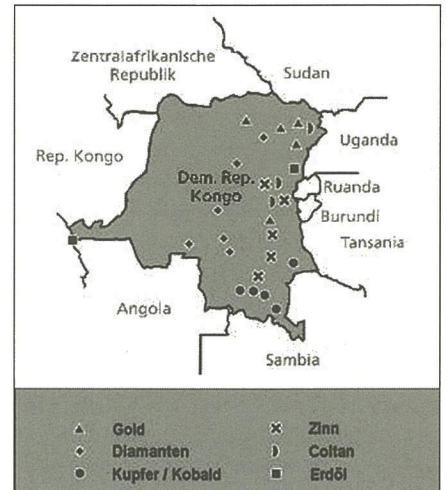 Zentralafrikanische
Republik
Sudan
Uganda
Rep. Kongo
Dem. Rep.
Kongo
Ruanda
Burundi
Tansania
Angola
Sambia
Gold
Zinn
Diamanten
Coltan
Kupfer / Kobald
Erdöl